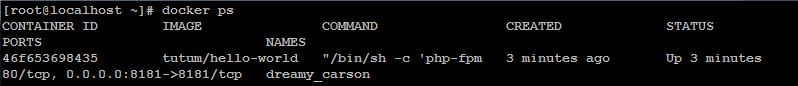 [root@localhost ~]# docker ps
CONTAINER ID        IMAGE               COMMAND                CREATED             STATUS
PORTS                            NAMES
46f653698435        tutum/hello-world   "/bin/sh -c 'php-fpm   3 minutes ago       Up 3 minutes
80/tcp, 0.0.0.0:8181->8181/tcp   dreamy_carson